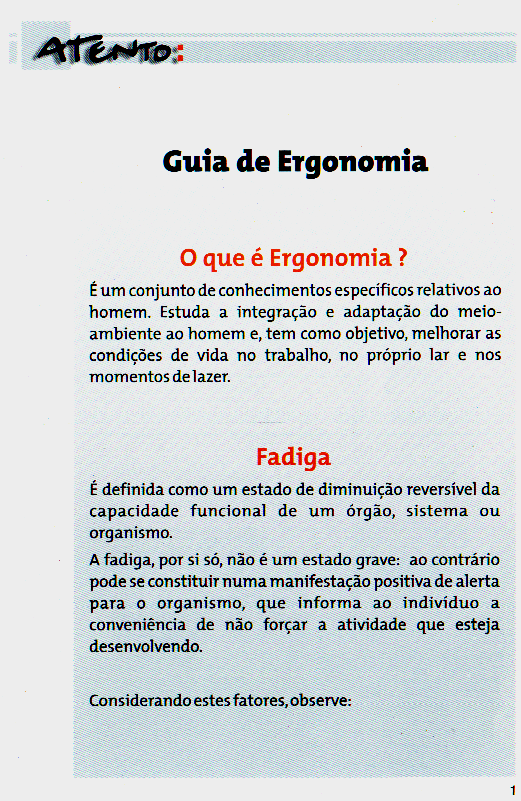 ATENTO:
Guia de Ergonomia
O que é Ergonomia ?
É um conjunto de conhecimentos específicos relativos ao
homem. Estuda a integração e adaptação do meio-
ambiente ao homem e, tem como objetivo, melhorar as
condições de vida no trabalho, no próprio lar e nos
momentos de lazer.
Fadiga
É definida como um estado de diminuição reversível da
capacidade funcional de um órgão, sistema ou
organismo.
A fadiga, por si só, não é um estado grave: ao contrário
pode se constituir numa manifestação positiva de alerta
para o organismo, que informa ao indivíduo a
conveniência de não forçar a atividade que esteja
desenvolvendo.
Considerando estes fatores, observe:
1